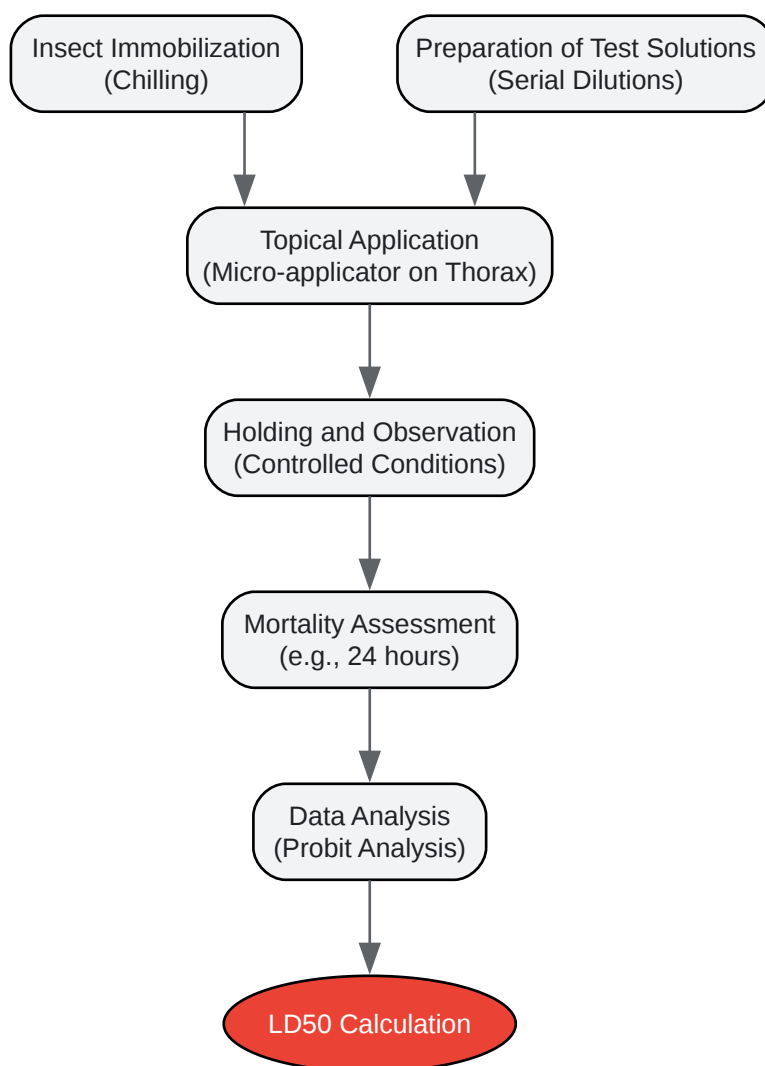 Insect Immobilization
(Chilling)
Preparation of Test Solutions
(Serial Dilutions)
Topical Application
(Micro-applicator on Thorax)
Holding and Observation
(Controlled Conditions)
Mortality Assessment
(e.g., 24 hours)
Data Analysis
(Probit Analysis)
LD50 Calculation